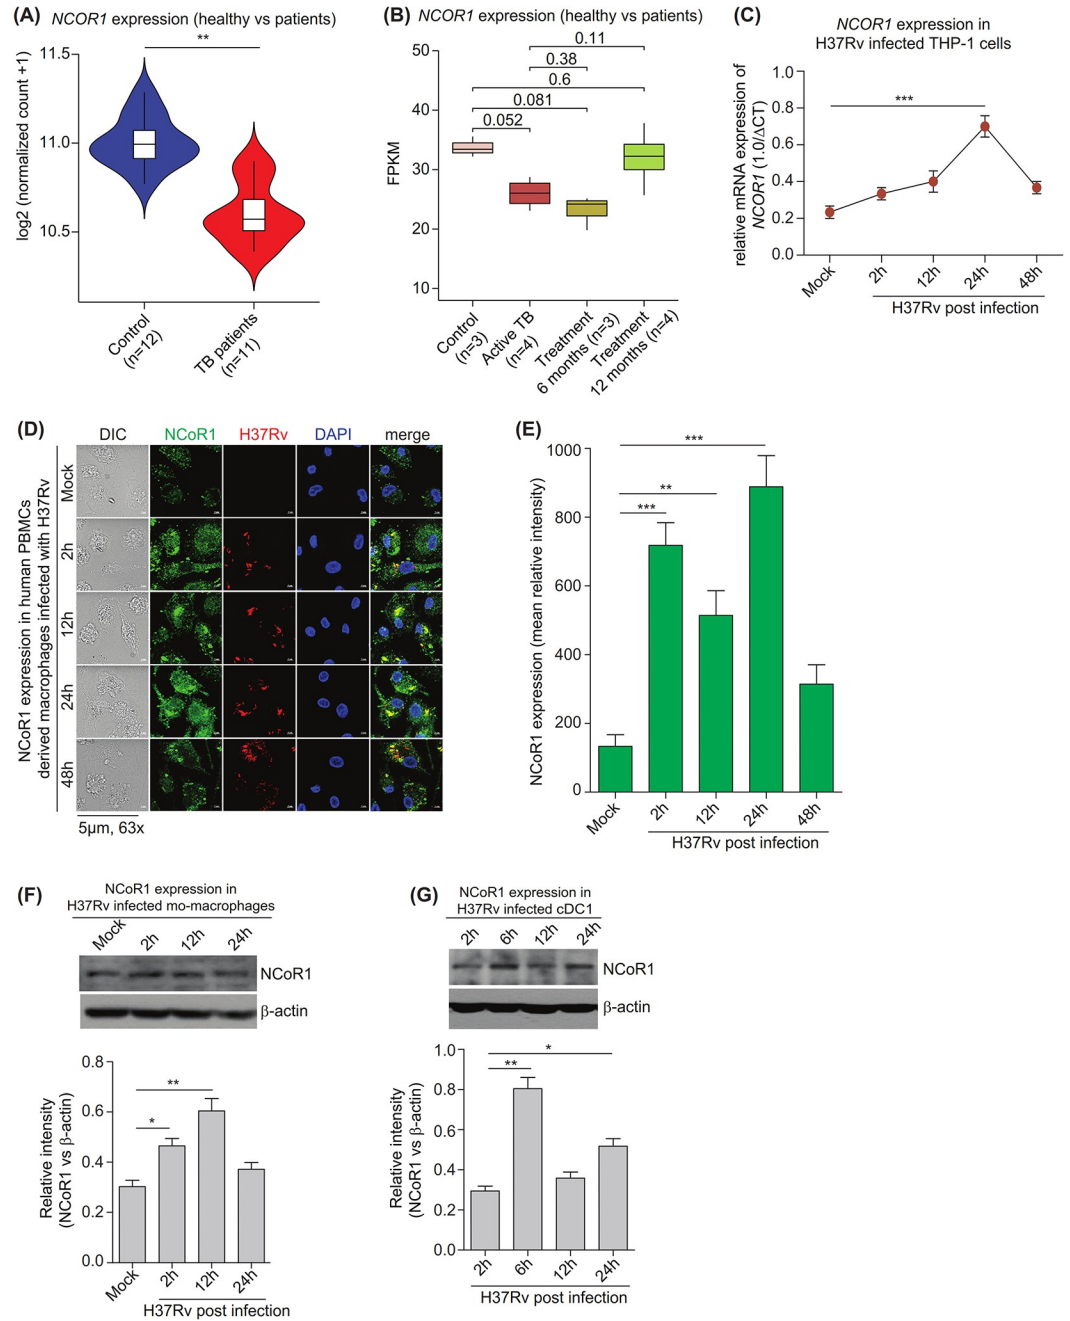 (A)
NCOR1 expression (healthy vs patients)
**
log2 (normalized count +1)
11.5
11.0
10.5
Control
(n=12)
TB patients
(n=11)
(B)
NCOR1 expression (healthy vs patients)
FPKM
50
40
30
20
10
0.11
0.38
0.6
0.081
0.052
Control
(n=3)
Active TB
(n=4)
Treatment
6 months (n=3)
Treatment
12 months (n=4)
(C)
NCOR1 expression in
H37Rv infected THP-1 cells
relative mRNA expression of
NCOR1 (1.0/ΔCT)
1.0
0.8
0.6
0.4
0.2
0.0
***
Mock
2h
12h
24h
48h
H37Rv post infection
(D)
DIC NCoR1 H37Rv DAPI merge
NCoR1 expression in human PBMCs
derived macrophages infected with H37Rv
Mock
2h
12h
24h
48h
5µm, 63x
(E)
NCoR1 expression (mean relative intensity)
1000
800
600
400
200
0
***
**
***
Mock
2h
12h
24h
48h
H37Rv post infection
(F)
NCoR1 expression in
H37Rv infected mo-macrophages
Mock 2h 12h 24h
NCoR1
β-actin
Relative intensity
(NCoR1 vs β-actin)
0.8
0.6
0.4
0.2
0.0
**
*
Mock
2h
12h
24h
H37Rv post infection
(G)
NCoR1 expression in
H37Rv infected cDC1
2h 6h 12h 24h
NCoR1
β-actin
Relative intensity
(NCoR1 vs β-actin)
1.0
0.8
0.6
0.4
0.2
0.0
*
**
2h
6h
12h
24h
H37Rv post infection